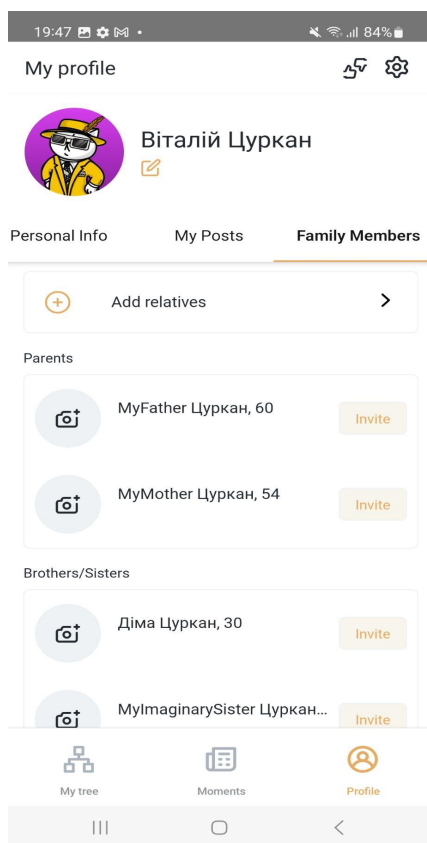 19:47 84%
My profile
Віталій Цуркан
Personal Info My Posts Family Members
Add relatives
Parents
MyFather Цуркан, 60
Invite
MyMother Цуркан, 54
Invite
Brothers/Sisters
Діма Цуркан, 30
Invite
MyImaginarySister Цуркан...
Invite
My tree Moments Profile